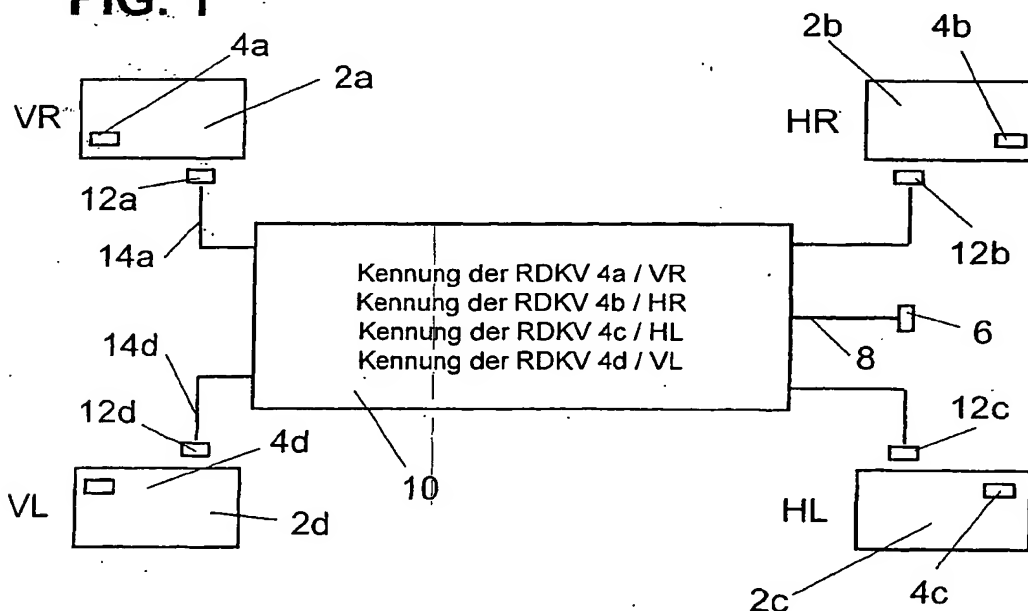 FIG. 1
4a
2a
2b
4b
VR
HR
12a
14a
12b
Kennung der RDKV 4a / VR
Kennung der RDKV 4b / HR
Kennung der RDKV 4c / HL
Kennung der RDKV 4d / VL
6
8
14d
12d
4d
12c
10
VL
2d
HL
2c
4c